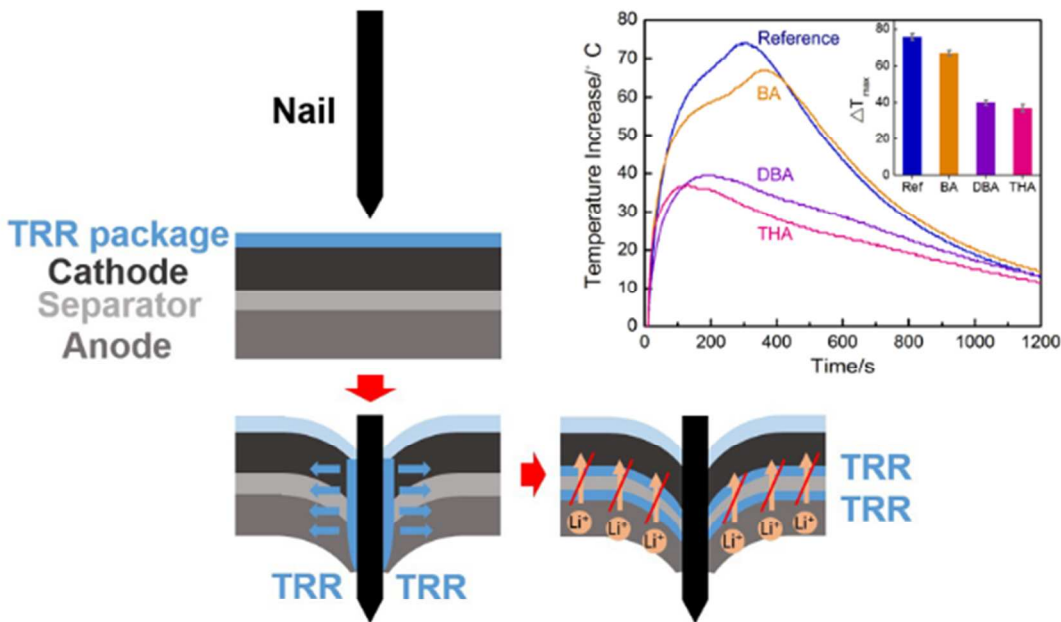 Nail
TRR package
Cathode
Separator
Anode
TRR TRR
Li+ Li+ Li+ Li+ Li+ Li+
TRR
TRR
Temperature Increase/°C
80
70
60
50
40
30
20
10
0
0 200 400 600 800 1000 1200
Time/s
Reference
BA
DBA
THA
△Tmax
80
60
40
20
0
Ref BA DBA THA